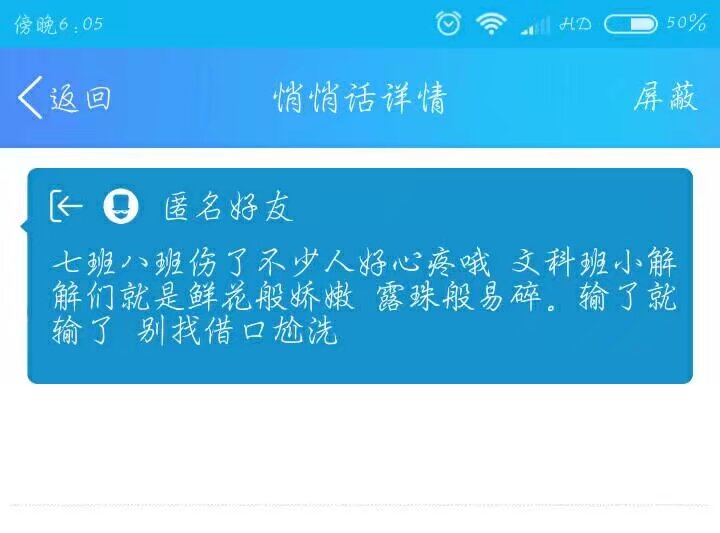 傍晚6:05 HD 50%
返回 悄悄话详情 屏蔽
匿名好友
七班八班伤了不少人好心疼哦 文科班小解
解们就是鲜花般娇嫩 露珠般易碎。输了就
输了 别找借口尬洗